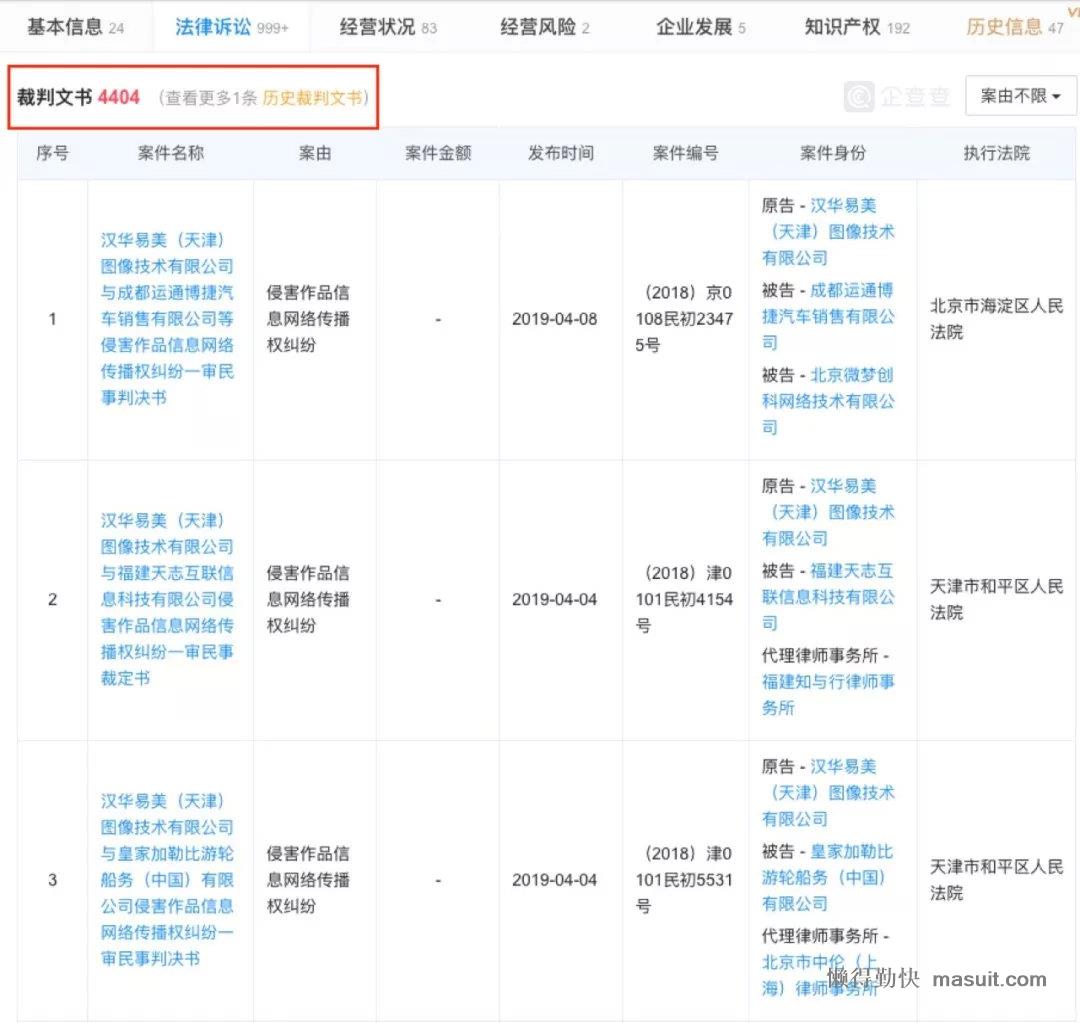 基本信息 24 法律诉讼 999+ 经营状况 83 经营风险 2 企业发展 5 知识产权 192 历史信息 47
裁判文书 4404 (查看更多1条 历史裁判文书)
企查查
案由不限
序号 案件名称 案由 案件金额 发布时间 案件编号 案件身份 执行法院
1
汉华易美（天津）
图像技术有限公司
与成都运通博捷汽
车销售有限公司等
侵害作品信息网络
传播权纠纷一审民
事判决书
侵害作品信
息网络传播
权纠纷
-
2019-04-08
（2018）京0
108民初2347
5号
原告 - 汉华易美
（天津）图像技术
有限公司
被告 - 成都运通博
捷汽车销售有限公
司
被告 - 北京微梦创
科网络技术有限公
司
北京市海淀区人民
法院
2
汉华易美（天津）
图像技术有限公司
与福建天志互联信
息科技有限公司侵
害作品信息网络传
播权纠纷一审民事
裁定书
侵害作品信
息网络传播
权纠纷
-
2019-04-04
（2018）津0
101民初4154
号
原告 - 汉华易美
（天津）图像技术
有限公司
被告 - 福建天志互
联信息科技有限公
司
代理律师事务所 -
福建知与行律师事
务所
天津市和平区人民
法院
3
汉华易美（天津）
图像技术有限公司
与皇家加勒比游轮
船务（中国）有限
公司侵害作品信息
网络传播权纠纷一
审民事判决书
侵害作品信
息网络传播
权纠纷
-
2019-04-04
（2018）津0
101民初5531
号
原告 - 汉华易美
（天津）图像技术
有限公司
被告 - 皇家加勒比
游轮船务（中国）
有限公司
代理律师事务所 -
北京市中伦（上
海）律师事务所
天津市和平区人民
法院
懒得勤快 masuit.com